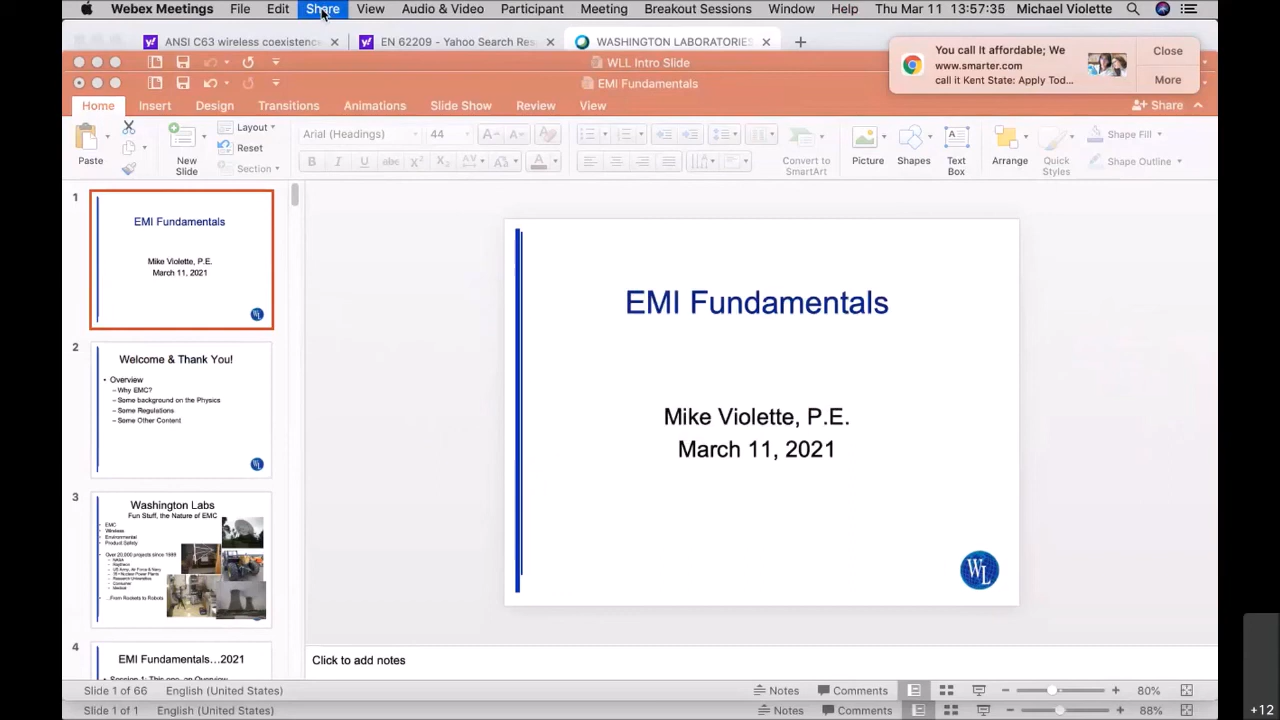 Webex Meetings File Edit Share View Audio & Video Participant Meeting Breakout Sessions Window Help Thu Mar 11 13:57:35 Michael Violette
ANSI C63 wireless coexistence EN 62209 - Yahoo Search Res WASHINGTON LABORATORIES
You call It affordable; We
www.smarter.com
call it Kent State: Apply Tod...
Close
More
WLL Intro Slide
EMI Fundamentals
Home Insert Design Transitions Animations Slide Show Review View Share
Paste
New Slide
Layout
Reset
Section
Arial (Headings) 44
Convert to SmartArt
Picture
Shapes
Text Box
Arrange
Quick Styles
Shape Fill
Shape Outline
1
EMI Fundamentals
Mike Violette, P.E.
March 11, 2021
2
Welcome & Thank You!
• Overview
– Why EMC?
– Some background on the Physics
– Some Regulations
– Some Other Content
3
Washington Labs
Fun Stuff, the Nature of EMC
EMC
Wireless
Environmental
Product Safety
Over 20,000 projects since 1989
NASA
Raytheon
US Army, Air Force & Navy
Research Universities
Consumer
Medical
...From Rockets to Robots
4
EMI Fundamentals...2021
Session 1: This one, an Overview
EMI Fundamentals
Mike Violette, P.E.
March 11, 2021
WL
Click to add notes
Slide 1 of 66 English (United States) Notes Comments 80%
Slide 1 of 1 English (United States) Notes Comments 88%
+12